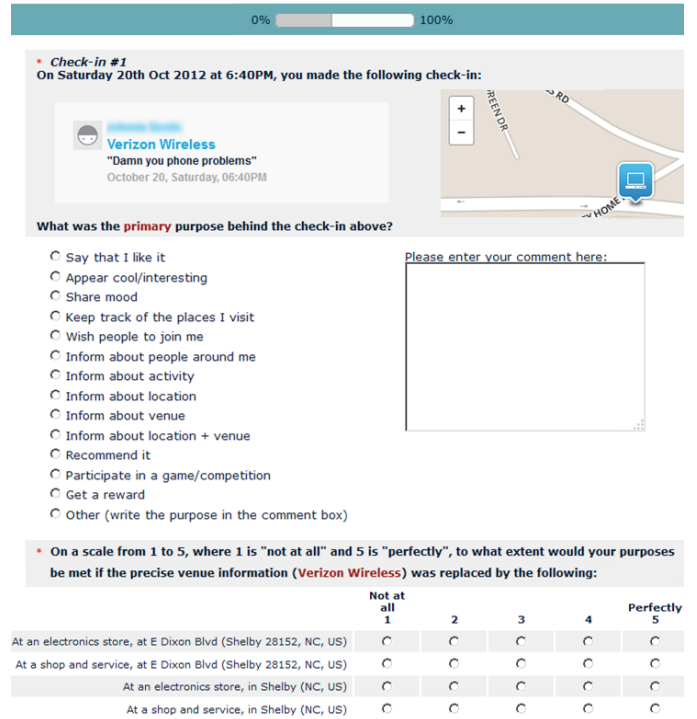 0% 100%
* Check-in #1
On Saturday 20th Oct 2012 at 6:40PM, you made the following check-in:
Verizon Wireless
"Damn you phone problems"
October 20, Saturday, 06:40PM
+
-
REEN DR
RD
HOME
What was the primary purpose behind the check-in above?
Say that I like it
Appear cool/interesting
Share mood
Keep track of the places I visit
Wish people to join me
Inform about people around me
Inform about activity
Inform about location
Inform about venue
Inform about location + venue
Recommend it
Participate in a game/competition
Get a reward
Other (write the purpose in the comment box)
Please enter your comment here:
* On a scale from 1 to 5, where 1 is "not at all" and 5 is "perfectly", to what extent would your purposes
be met if the precise venue information (Verizon Wireless) was replaced by the following:
Not at
all Perfectly
1 2 3 4 5
At an electronics store, at E Dixon Blvd (Shelby 28152, NC, US)
At a shop and service, at E Dixon Blvd (Shelby 28152, NC, US)
At an electronics store, in Shelby (NC, US)
At a shop and service, in Shelby (NC, US)